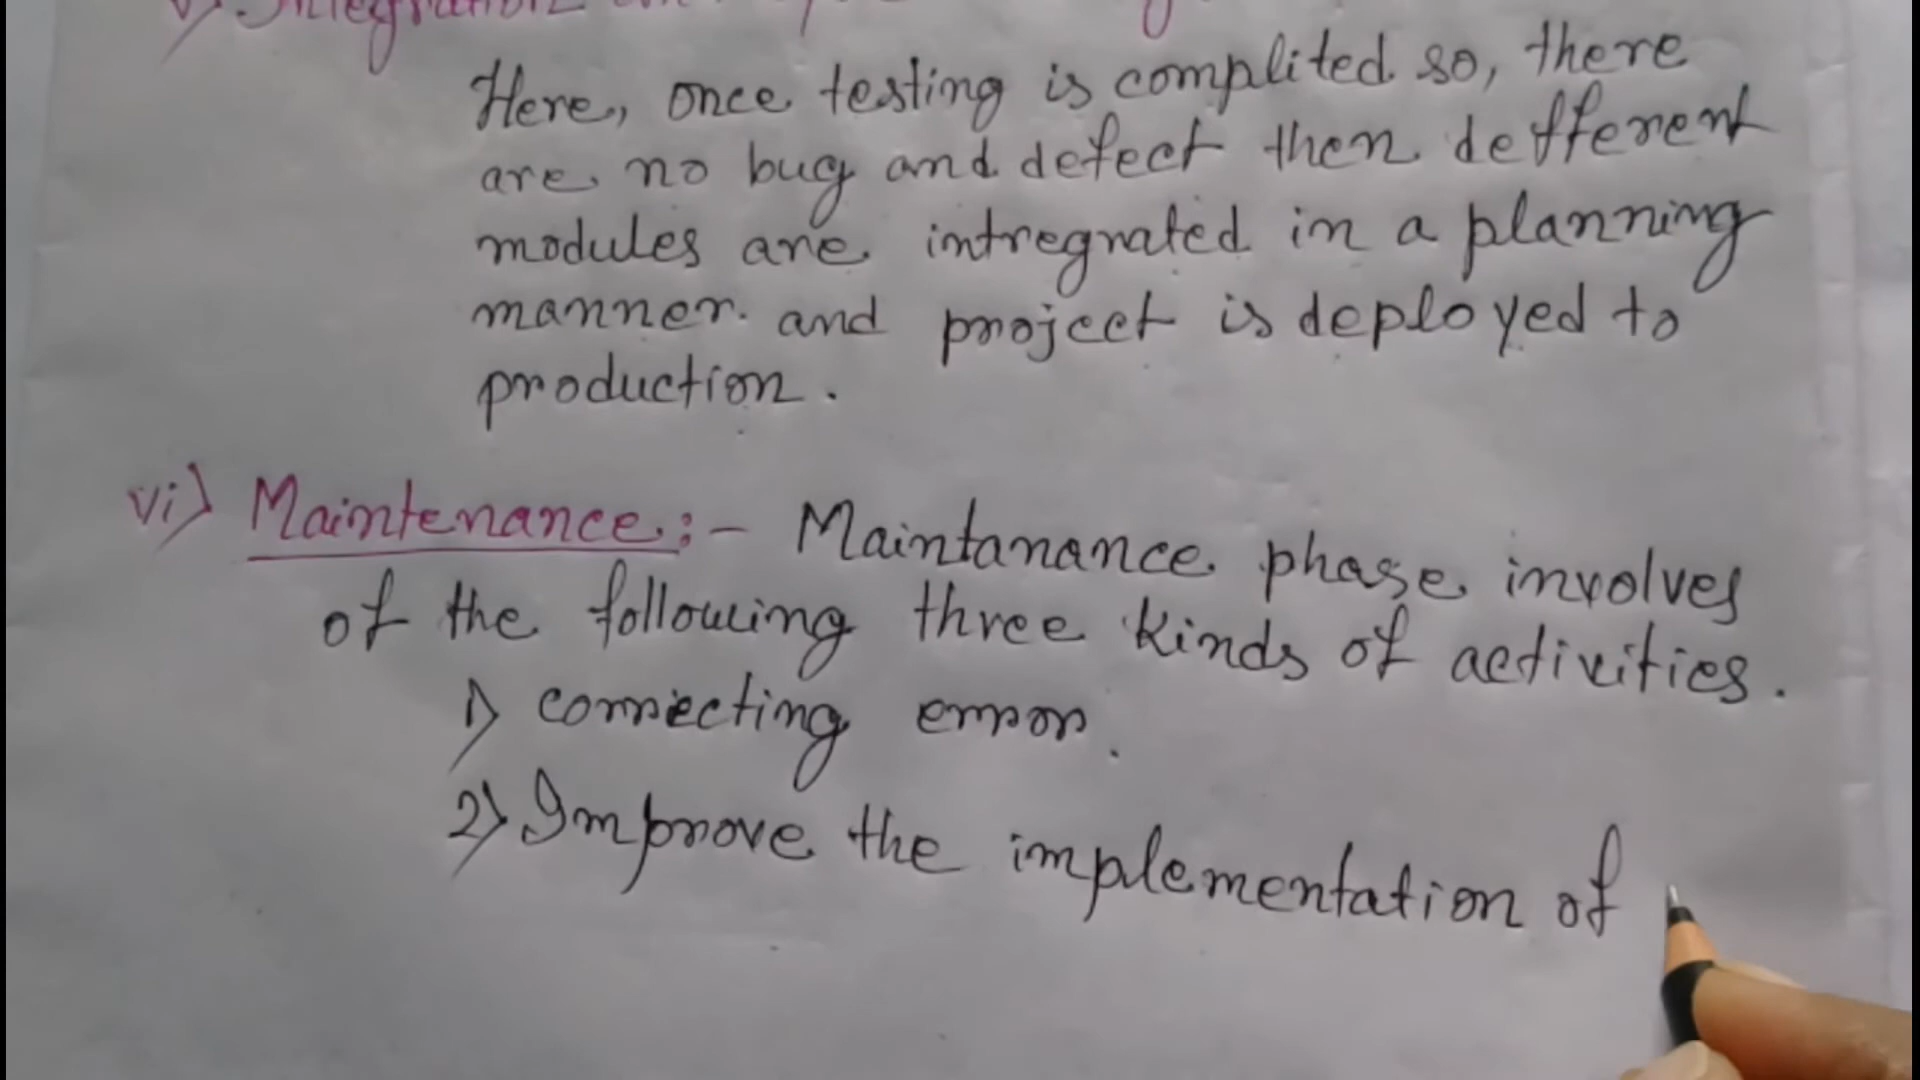 v) Integration
Here, once testing is complited so, there
are no bug and defect then defferent
modules are intregrated in a planning
manner. and project is deployed to
production.
vi) Maintenance:- Maintanance phase involves
of the following three kinds of activities.
1) correcting error.
2) Improve the implementation of